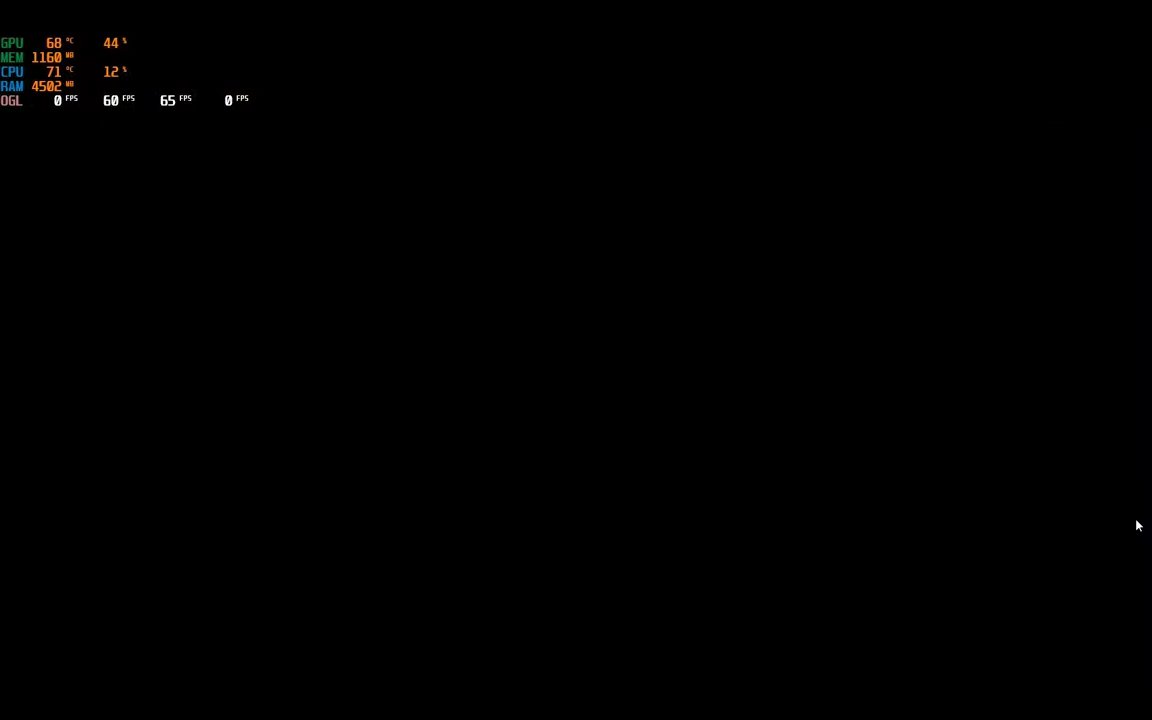 GPU 68 °C 44 %
MEM 1160 MB
CPU 71 °C 12 %
RAM 4502 MB
OGL 0 FPS 60 FPS 65 FPS 0 FPS